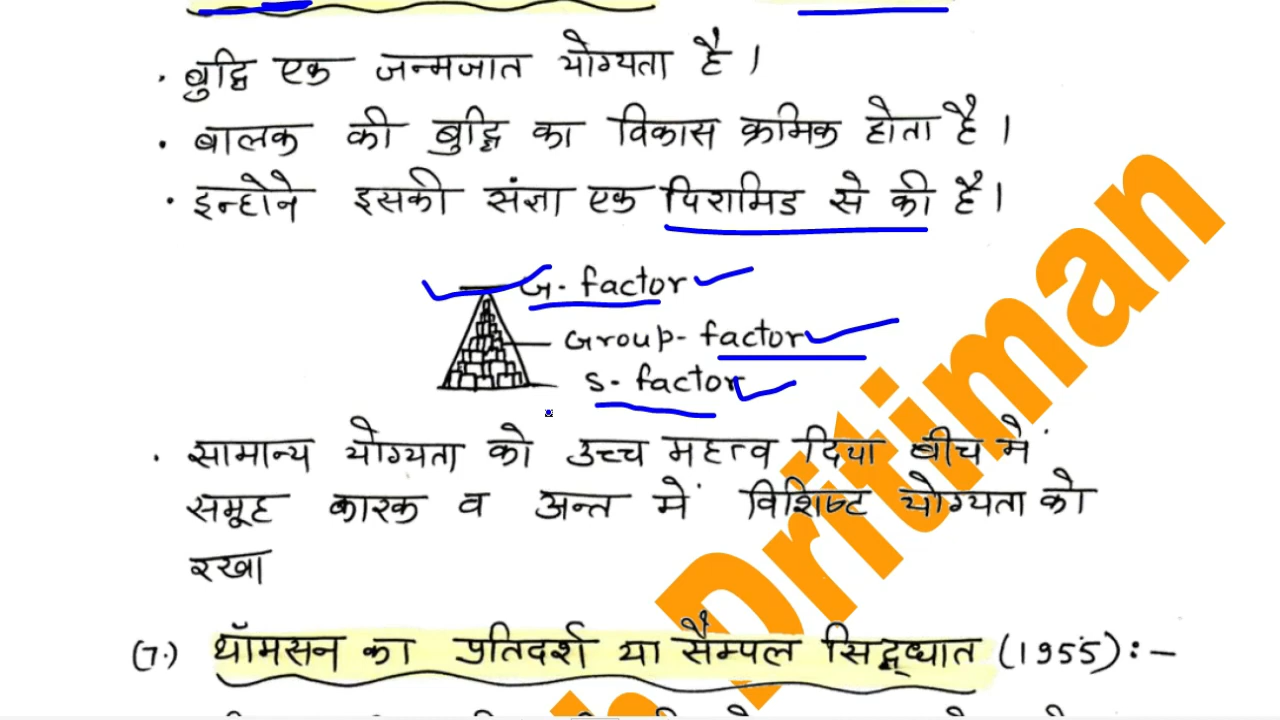 . बुद्धि एक जन्मजात योग्यता है।
. बालक की बुद्धि का विकास क्रमिक होता है।
. इन्होने इसकी संज्ञा एक पिरामिड से की है।
G- factor
Group- factor
S- factor
. सामान्य योग्यता को उच्च महत्व दिया बीच में
समूह कारक व अन्त में विशिष्ट योग्यता को
रखा
(7.) थॉमसन का प्रतिदर्श या सैम्पल सिद्धधात (1955):-
Dritiman